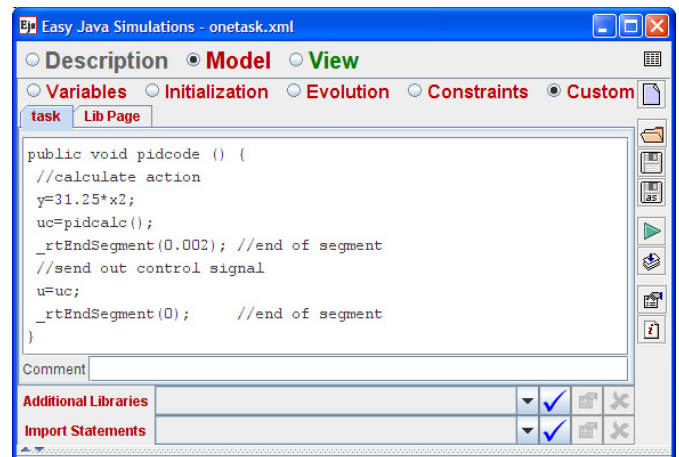 Ejs Easy Java Simulations - onetask.xml
Description Model View
Variables Initialization Evolution Constraints Custom
task Lib Page
public void pidcode () {
//calculate action
y=31.25*x2;
uc=pidcalc();
_rtEndSegment(0.002); //end of segment
//send out control signal
u=uc;
_rtEndSegment(0); //end of segment
}
as
i
Comment
Additional Libraries
Import Statements